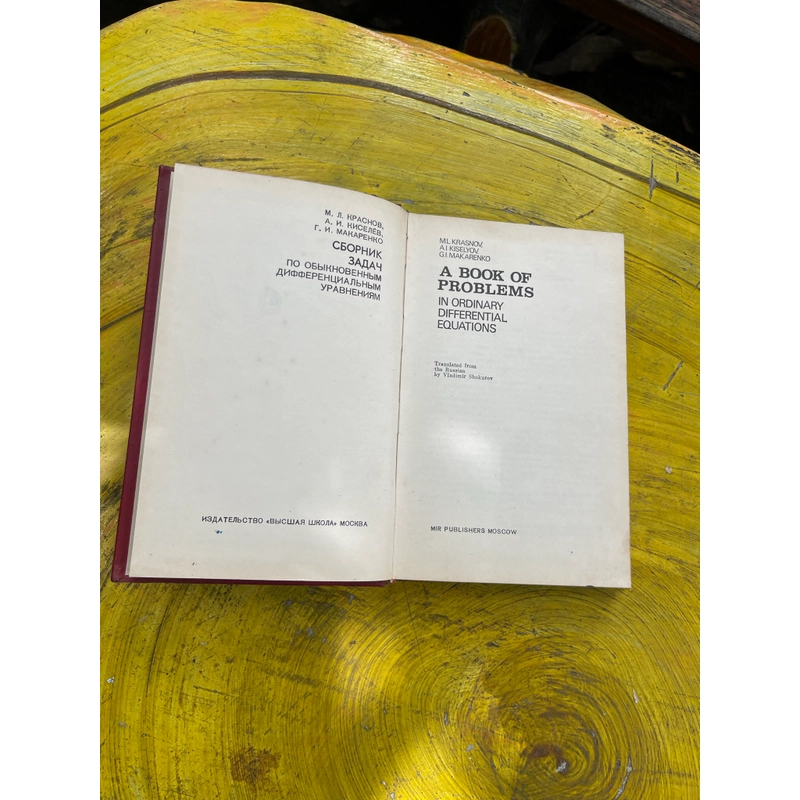 М. Л. КРАСНОВ,
А. И. КИСЕЛЁВ,
Г. И. МАКАРЕНКО
СБОРНИК
ЗАДАЧ
ПО ОБЫКНОВЕННЫМ
ДИФФЕРЕНЦИАЛЬНЫМ
УРАВНЕНИЯМ
ИЗДАТЕЛЬСТВО «ВЫСШАЯ ШКОЛА» МОСКВА
M.L. KRASNOV,
A.I. KISELYOV,
G.I. MAKARENKO
A BOOK OF
PROBLEMS
IN ORDINARY
DIFFERENTIAL
EQUATIONS
Translated from
the Russian
by Vladimir Shokurov
MIR PUBLISHERS MOSCOW